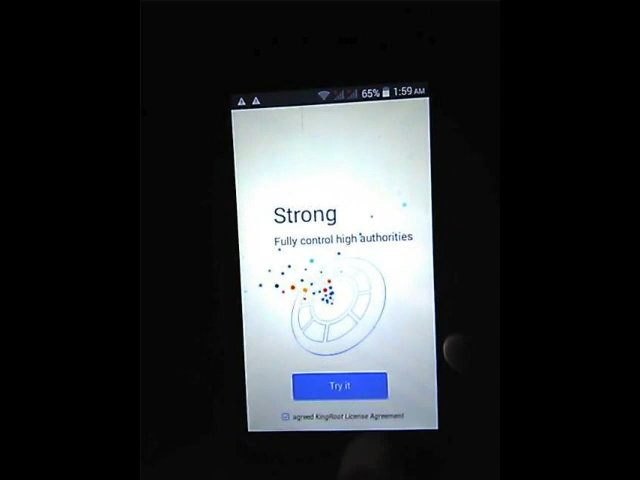 65% 1:59 AM
Strong
Fully control high authorities
Try it
agreed KingRoot License Agreement